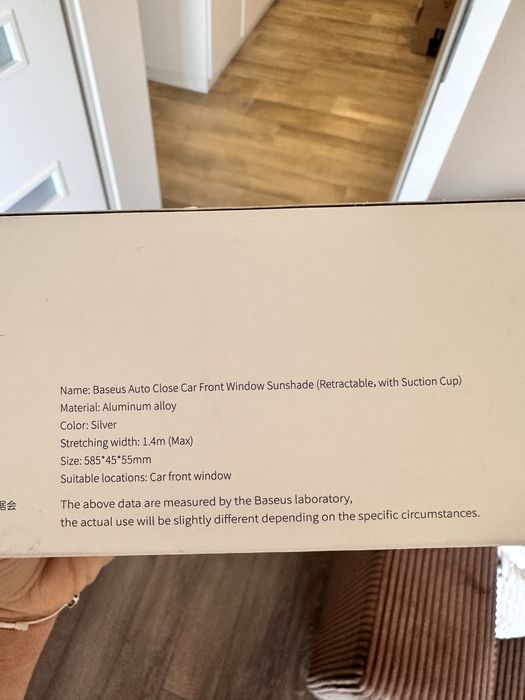 Name: Baseus Auto Close Car Front Window Sunshade (Retractable, with Suction Cup)
Material: Aluminum alloy
Color: Silver
Stretching width: 1.4m (Max)
Size: 585*45*55mm
Suitable locations: Car front window
据会
The above data are measured by the Baseus laboratory,
the actual use will be slightly different depending on the specific circumstances.